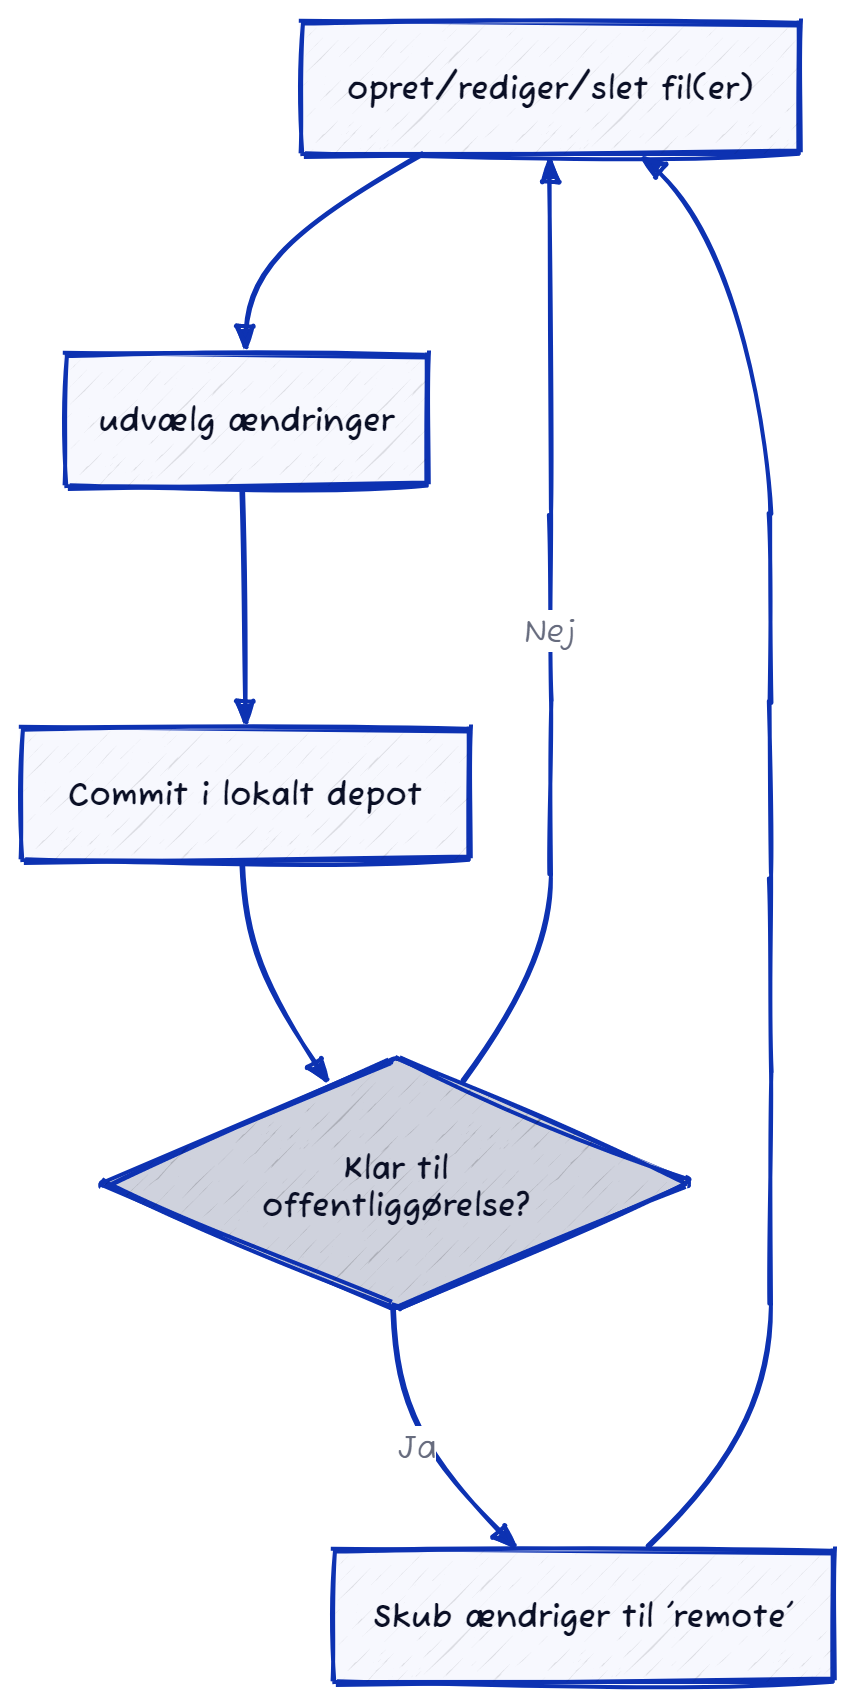 opret/rediger/slet fil(er)
udvælg ændringer
Nej
Commit i lokalt depot
Klar til
offentliggørelse?
Ja
Skub ændriger til 'remote'